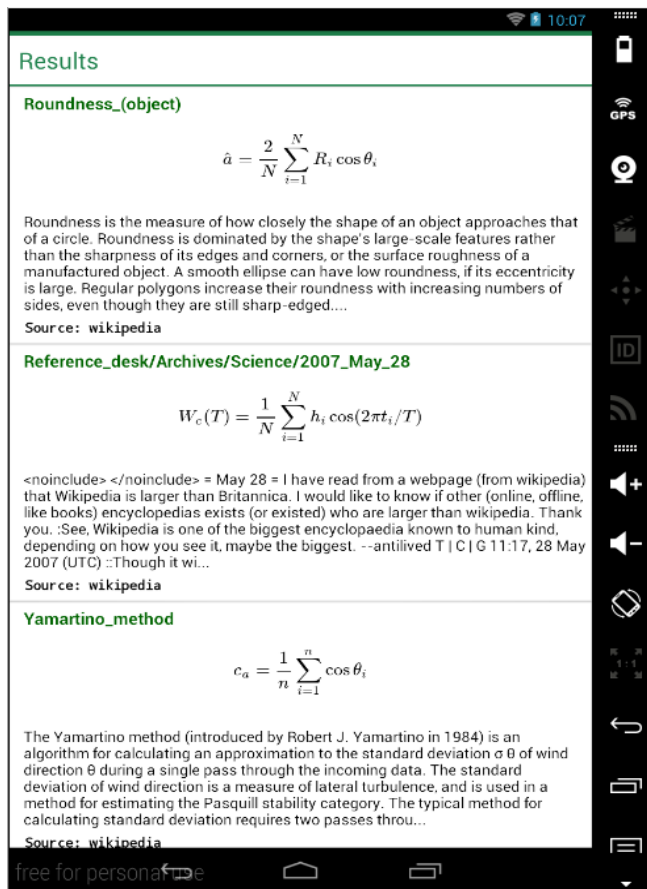 10:07
Results
Roundness_(object)
â = 2/N ∑_{i=1}^{N} R_i cos θ_i
Roundness is the measure of how closely the shape of an object approaches that
of a circle. Roundness is dominated by the shape's large-scale features rather
than the sharpness of its edges and corners, or the surface roughness of a
manufactured object. A smooth ellipse can have low roundness, if its eccentricity
is large. Regular polygons increase their roundness with increasing numbers of
sides, even though they are still sharp-edged....
Source: wikipedia
Reference_desk/Archives/Science/2007_May_28
W_c(T) = 1/N ∑_{i=1}^{N} h_i cos(2πt_i/T)
<noinclude> </noinclude> = May 28 = I have read from a webpage (from wikipedia)
that Wikipedia is larger than Britannica. I would like to know if other (online, offline,
like books) encyclopedias exists (or existed) who are larger than wikipedia. Thank
you. :See, Wikipedia is one of the biggest encyclopaedia known to human kind,
depending on how you see it, maybe the biggest. --antilived T | C | G 11:17, 28 May
2007 (UTC) ::Though it wi...
Source: wikipedia
Yamartino_method
c_a = 1/n ∑_{i=1}^{n} cos θ_i
The Yamartino method (introduced by Robert J. Yamartino in 1984) is an
algorithm for calculating an approximation to the standard deviation σ θ of wind
direction θ during a single pass through the incoming data. The standard
deviation of wind direction is a measure of lateral turbulence, and is used in a
method for estimating the Pasquill stability category. The typical method for
calculating standard deviation requires two passes throu...
Source: wikipedia
free for personal use
GPS
ID
1:1